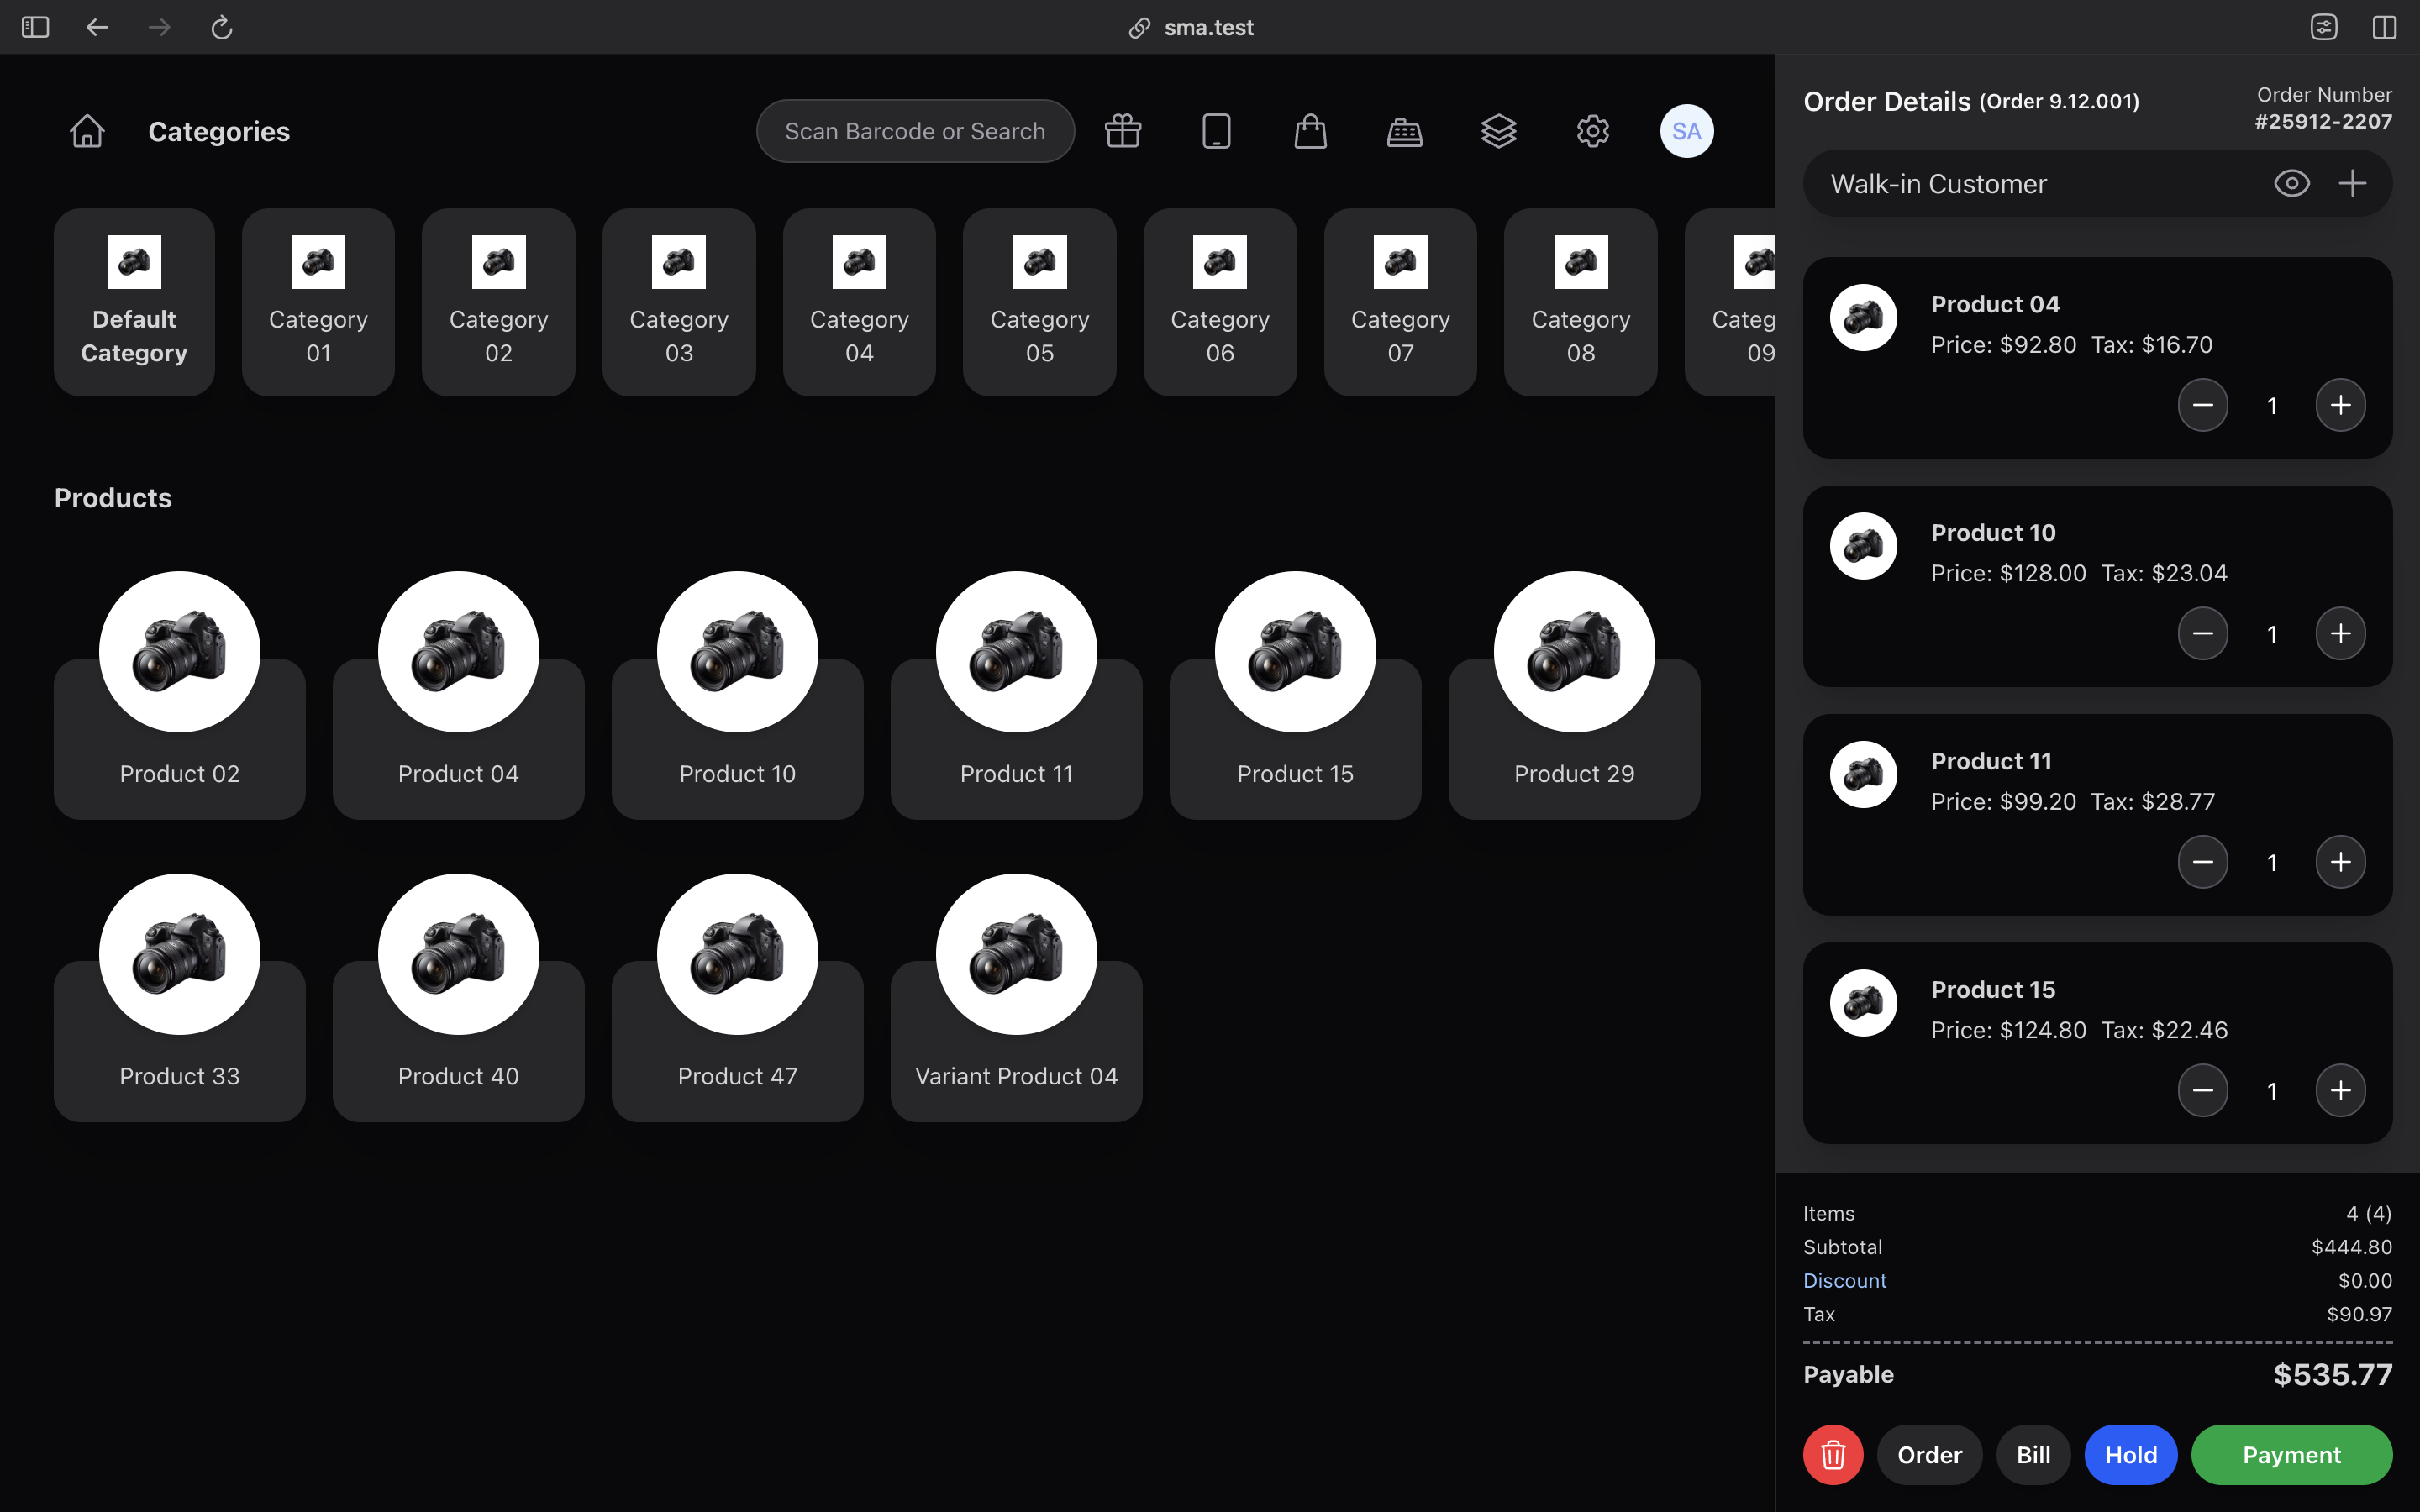 sma.test
Categories
Scan Barcode or Search
SA
Default
Category
Category
01
Category
02
Category
03
Category
04
Category
05
Category
06
Category
07
Category
08
Categ
09
Products
Product 02
Product 04
Product 10
Product 11
Product 15
Product 29
Product 33
Product 40
Product 47
Variant Product 04
Order Details (Order 9.12.001)
Order Number
#25912-2207
Walk-in Customer
Product 04
Price: $92.80 Tax: $16.70
1
Product 10
Price: $128.00 Tax: $23.04
1
Product 11
Price: $99.20 Tax: $28.77
1
Product 15
Price: $124.80 Tax: $22.46
1
Items 4 (4)
Subtotal $444.80
Discount $0.00
Tax $90.97
Payable $535.77
Order Bill Hold Payment